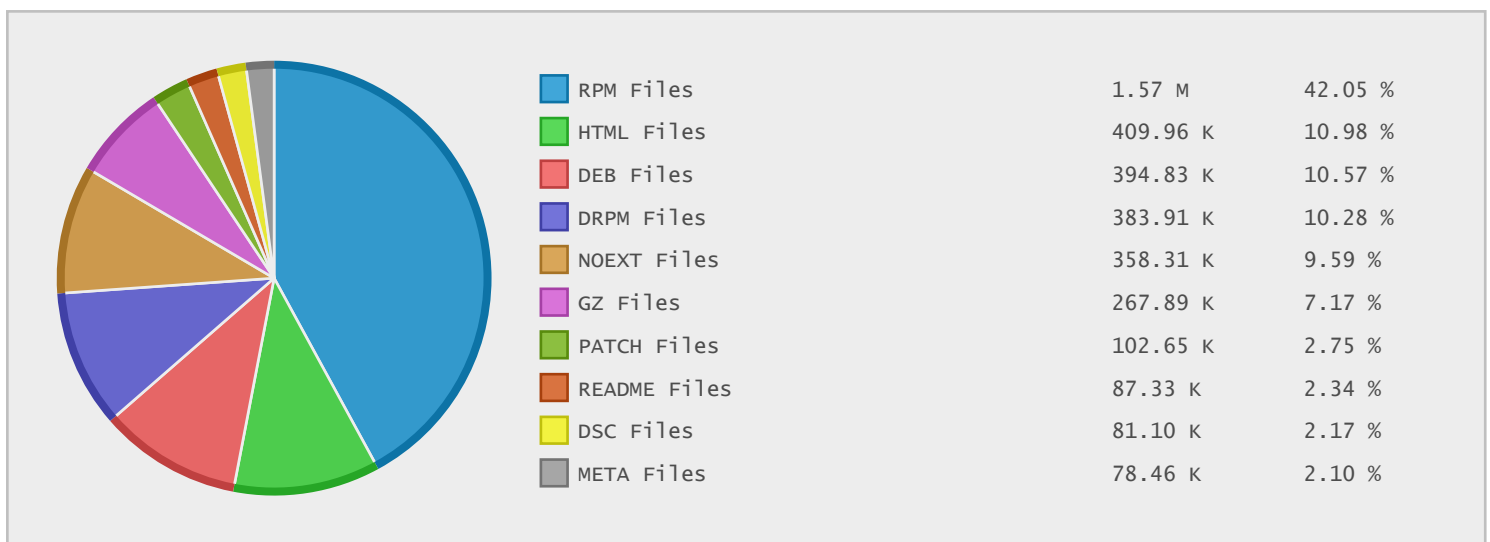 RPM Files 1.57 M 42.05 %
HTML Files 409.96 K 10.98 %
DEB Files 394.83 K 10.57 %
DRPM Files 383.91 K 10.28 %
NOEXT Files 358.31 K 9.59 %
GZ Files 267.89 K 7.17 %
PATCH Files 102.65 K 2.75 %
README Files 87.33 K 2.34 %
DSC Files 81.10 K 2.17 %
META Files 78.46 K 2.10 %